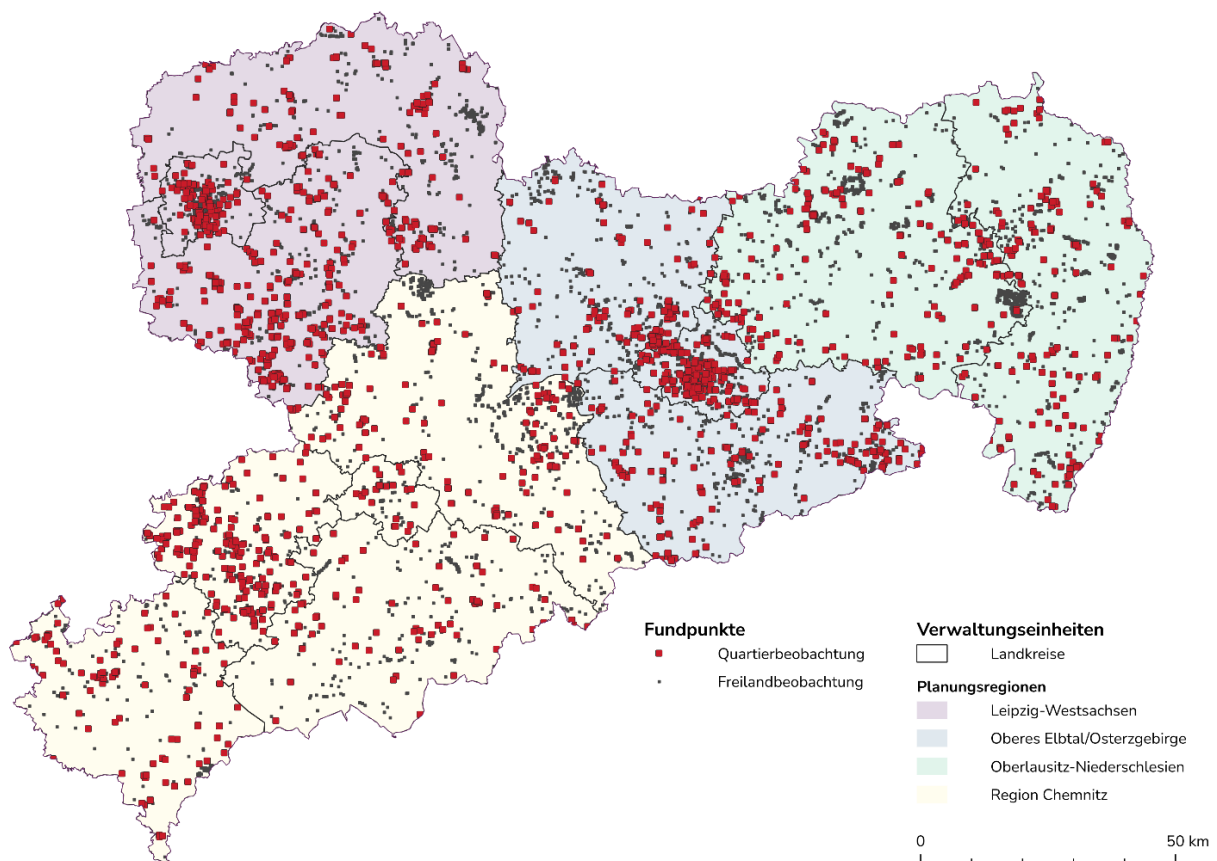 Fundpunkte
Quartierbeobachtung
Freilandbeobachtung
Verwaltungseinheiten
Landkreise
Planungsregionen
Leipzig-Westsachsen
Oberes Elbtal/Osterzgebirge
Oberlausitz-Niederschlesien
Region Chemnitz
0 50 km